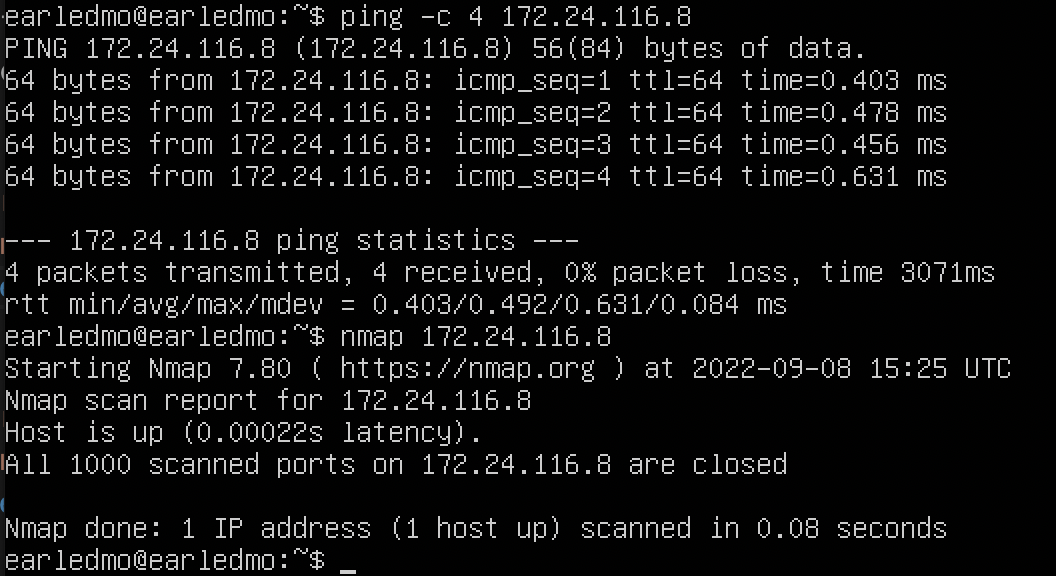 earledmo@earledmo:~$ ping -c 4 172.24.116.8
PING 172.24.116.8 (172.24.116.8) 56(84) bytes of data.
64 bytes from 172.24.116.8: icmp_seq=1 ttl=64 time=0.403 ms
64 bytes from 172.24.116.8: icmp_seq=2 ttl=64 time=0.478 ms
64 bytes from 172.24.116.8: icmp_seq=3 ttl=64 time=0.456 ms
64 bytes from 172.24.116.8: icmp_seq=4 ttl=64 time=0.631 ms

--- 172.24.116.8 ping statistics ---
4 packets transmitted, 4 received, 0% packet loss, time 3071ms
rtt min/avg/max/mdev = 0.403/0.492/0.631/0.084 ms
earledmo@earledmo:~$ nmap 172.24.116.8
Starting Nmap 7.80 ( https://nmap.org ) at 2022-09-08 15:25 UTC
Nmap scan report for 172.24.116.8
Host is up (0.00022s latency).
All 1000 scanned ports on 172.24.116.8 are closed

Nmap done: 1 IP address (1 host up) scanned in 0.08 seconds
earledmo@earledmo:~$ _